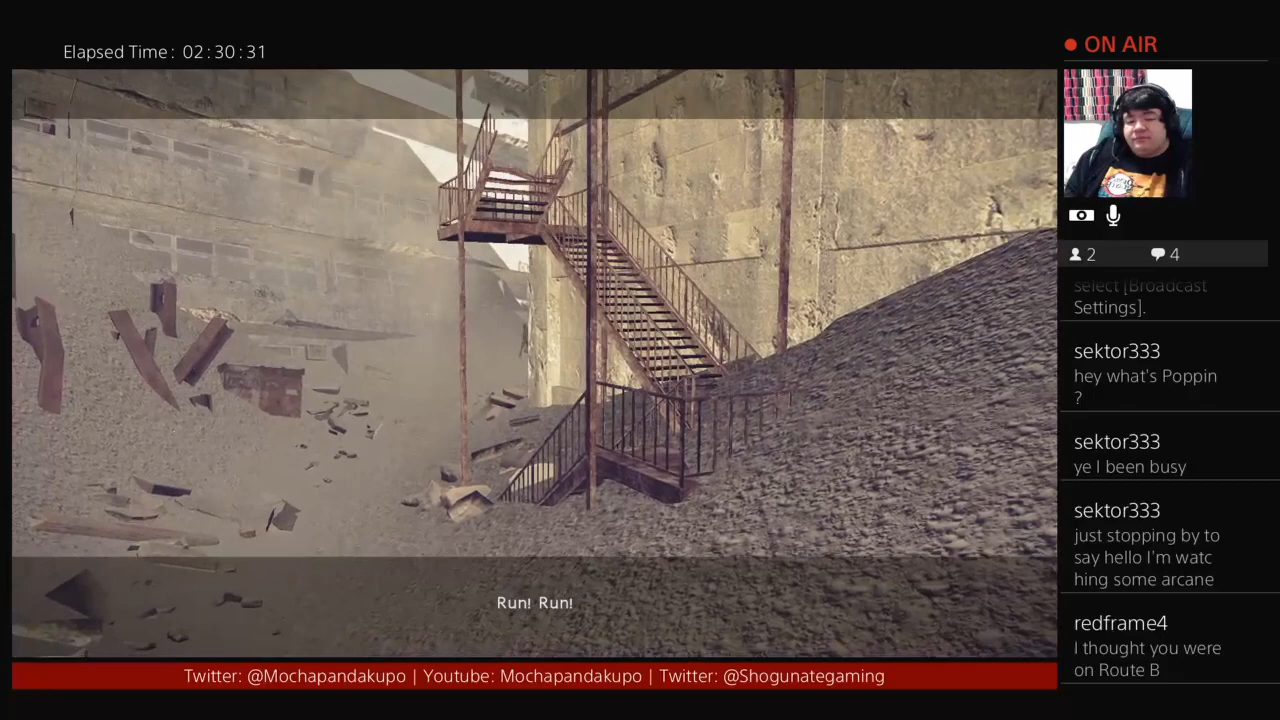 Elapsed Time: 02:30:31
ON AIR
2
4
select [Broadcast
Settings].
sektor333
hey what's Poppin
?
sektor333
ye I been busy
sektor333
just stopping by to
say hello I'm watc
hing some arcane
redframe4
I thought you were
on Route B
Run! Run!
Twitter: @Mochapandakupo | Youtube: Mochapandakupo | Twitter: @Shogunategaming